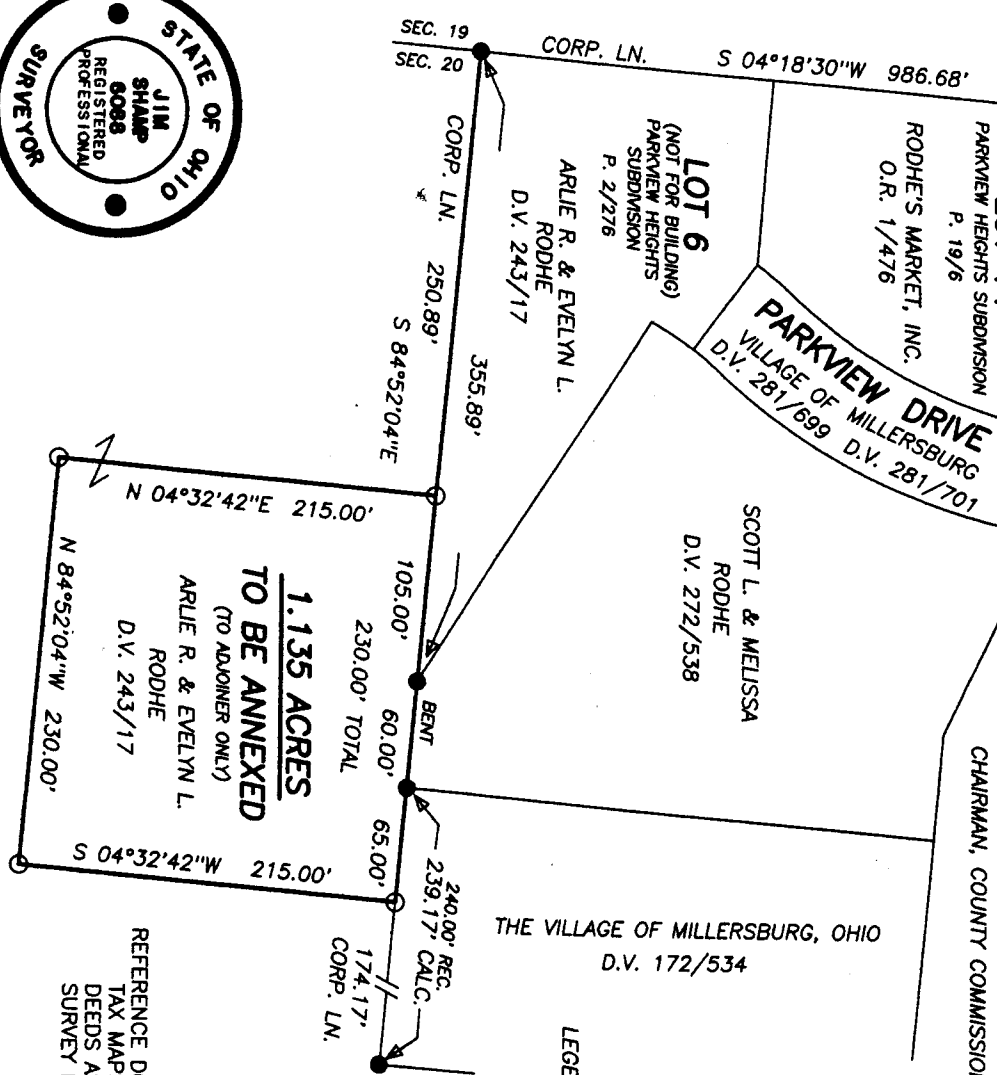 SEC. 19
SEC. 20
CORP. LN.
S 04°18'30"W 986.68'
PARKVIEW HEIGHTS SUBDIVISION
P. 19/6
RODHE'S MARKET, INC.
O.R. 1/476
LOT 6
(NOT FOR BUILDING)
PARKVIEW HEIGHTS
SUBDIVISION
P. 2/276
ARLIE R. & EVELYN L.
RODHE
D.V. 243/17
PARKVIEW DRIVE
VILLAGE OF MILLERSBURG
D.V. 281/699 D.V. 281/701
SCOTT L. & MELISSA
RODHE
D.V. 272/538
CHAIRMAN, COUNTY
STATE OF OHIO
JIM
SHAMP
6088
REGISTERED
PROFESSIONAL
SURVEYOR
CORP. LN. 250.89'
355.89'
S 84°52'04"E
N 04°32'42"E 215.00'
105.00'
BENT
60.00'
65.00'
230.00' TOTAL
1.135 ACRES
TO BE ANNEXED
(TO ADJOINER ONLY)
ARLIE R. & EVELYN L.
RODHE
D.V. 243/17
N 84°52'04"W 230.00'
S 04°32'42"W 215.00'
240.00' REC.
239.17' CALC.
174.17'
CORP. LN.
THE VILLAGE OF MILLERSBURG, OHIO
D.V. 172/534
REFERENCE
TAX MAP
DEEDS
SURVEY